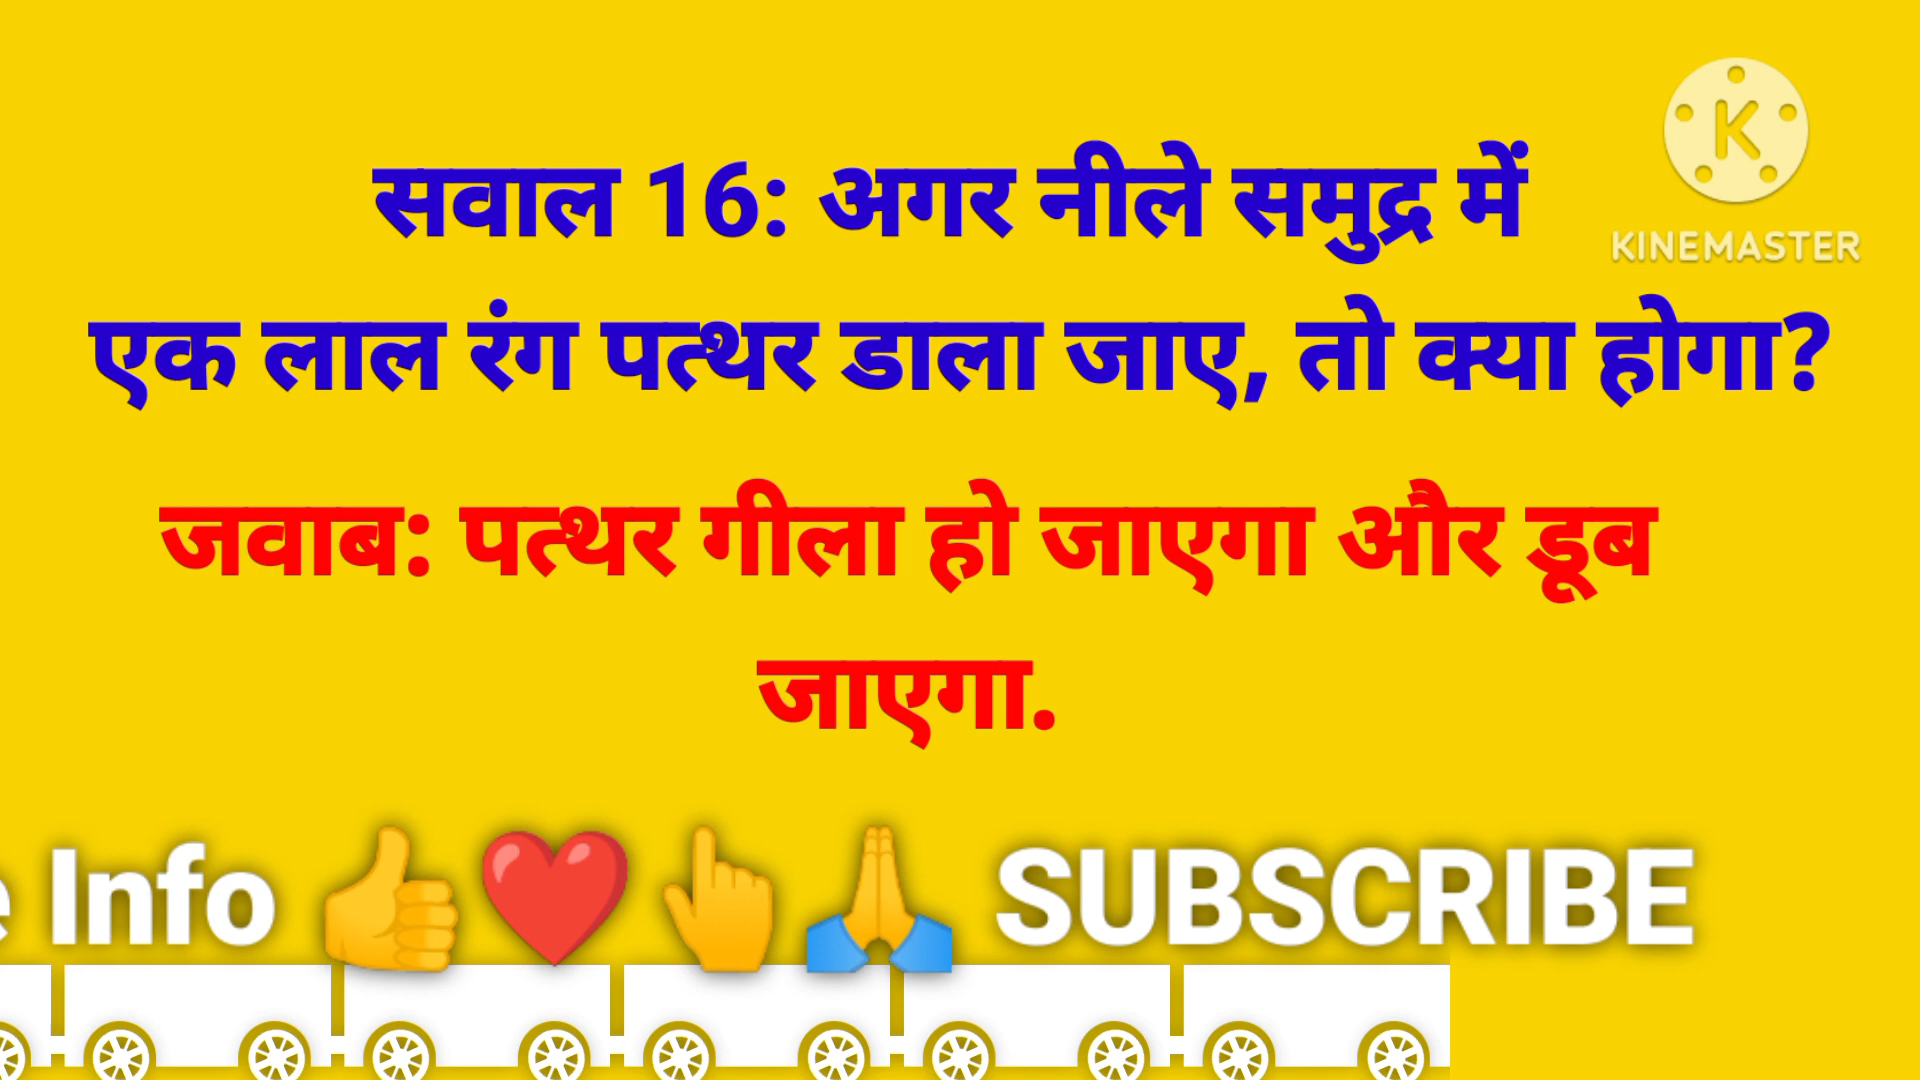 सवाल 16: अगर नीले समुद्र में
एक लाल रंग पत्थर डाला जाए, तो क्या होगा?
KINEMASTER
जवाब: पत्थर गीला हो जाएगा और डूब
जाएगा.
e Info 👍❤️👆🙏 SUBSCRIBE